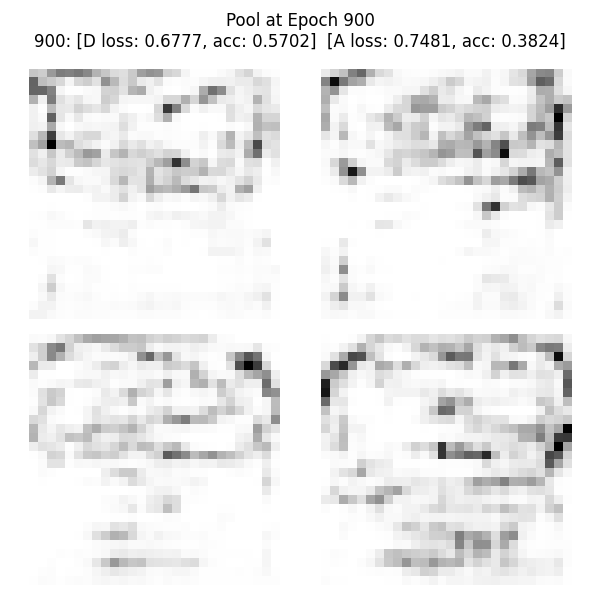 Pool at Epoch 900
900: [D loss: 0.6777, acc: 0.5702]  [A loss: 0.7481, acc: 0.3824]